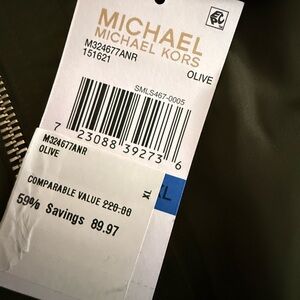 MICHAEL
MICHAEL KORS
M324677ANR
151621
OLIVE
SMLS467-0005
7 23088 39273 6
M324677ANR
OLIVE
XL
COMPARABLE VALUE 220.00
59% Savings 89.97